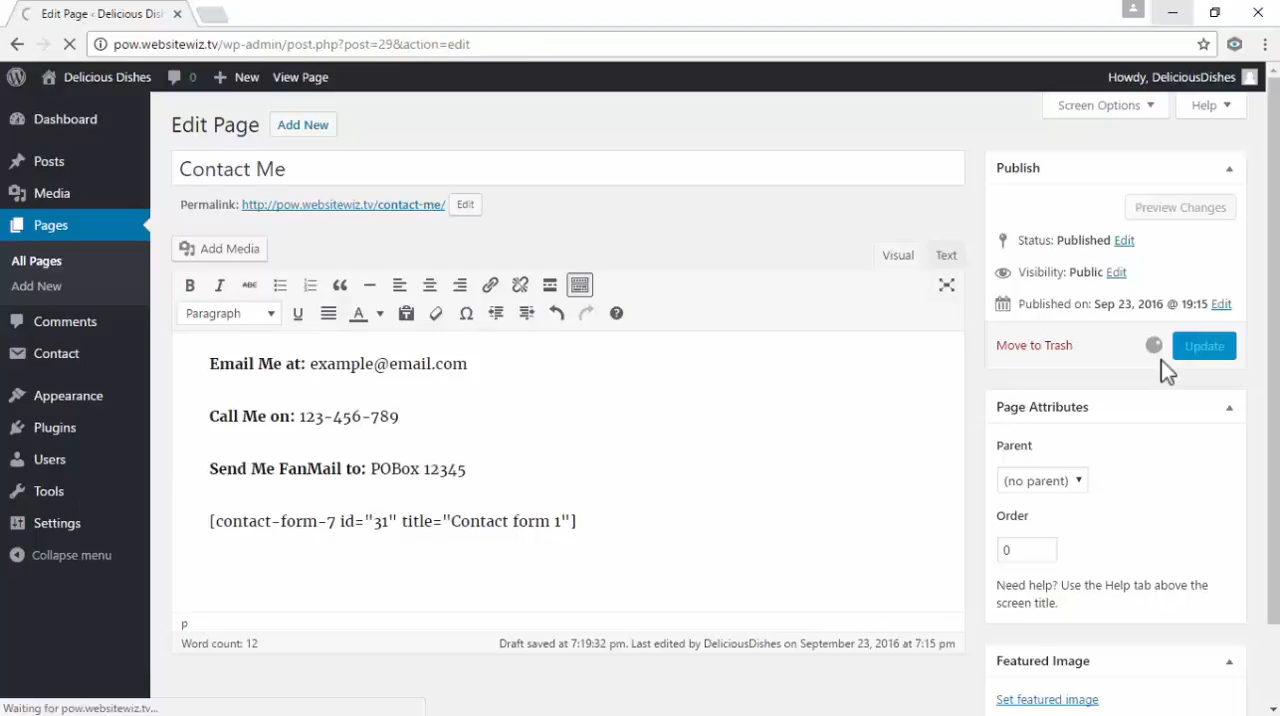 Edit Page ‹ Delicious Dis
pow.websitewiz.tv/wp-admin/post.php?post=29&action=edit
Delicious Dishes 0 New View Page Howdy, DeliciousDishes
Screen Options Help
Dashboard
Posts
Media
Pages
All Pages
Add New
Comments
Contact
Appearance
Plugins
Users
Tools
Settings
Collapse menu
Edit Page Add New
Contact Me
Permalink: http://pow.websitewiz.tv/contact-me/ Edit
Add Media
Visual Text
B I ABC
Paragraph U A Ω
Email Me at: example@email.com
Call Me on: 123-456-789
Send Me FanMail to: POBox 12345
[contact-form-7 id="31" title="Contact form 1"]
p
Word count: 12 Draft saved at 7:19:32 pm. Last edited by DeliciousDishes on September 23, 2016 at 7:15 pm
Publish
Preview Changes
Status: Published Edit
Visibility: Public Edit
Published on: Sep 23, 2016 @ 19:15 Edit
Move to Trash Update
Page Attributes
Parent
(no parent)
Order
0
Need help? Use the Help tab above the
screen title.
Featured Image
Set featured image
Waiting for pow.websitewiz.tv...